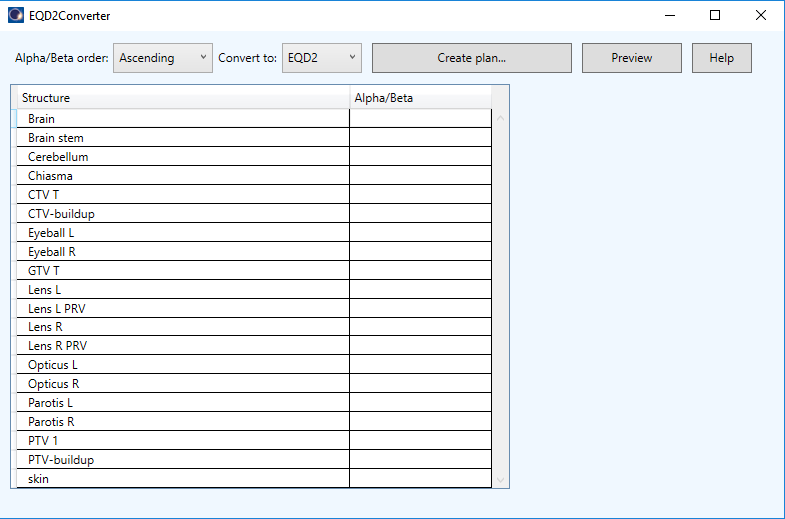 EQD2Converter
Alpha/Beta order: Ascending Convert to: EQD2 Create plan... Preview Help
Structure Alpha/Beta
Brain
Brain stem
Cerebellum
Chiasma
CTV T
CTV-buildup
Eyeball L
Eyeball R
GTV T
Lens L
Lens L PRV
Lens R
Lens R PRV
Opticus L
Opticus R
Parotis L
Parotis R
PTV 1
PTV-buildup
skin